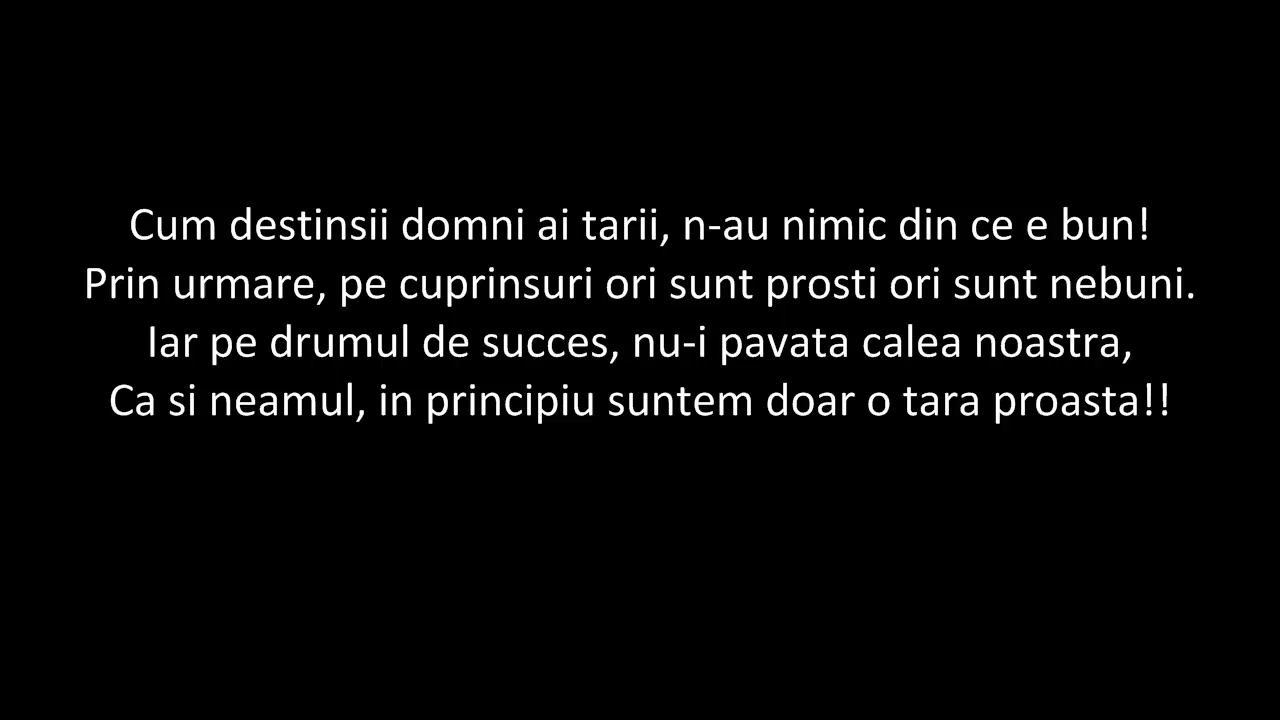 Cum destinsii domni ai tarii, n-au nimic din ce e bun!
Prin urmare, pe cuprinsuri ori sunt prosti ori sunt nebuni.
Iar pe drumul de succes, nu-i pavata calea noastra,
Ca si neamul, in principiu suntem doar o tara proasta!!